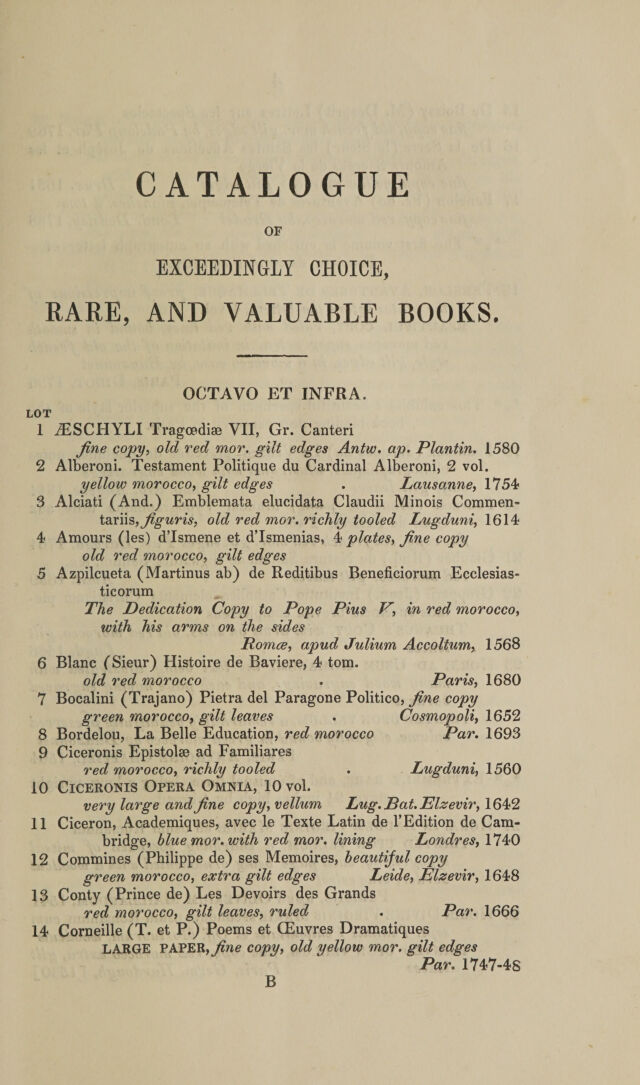 CATALOGUE
OF
EXCEEDINGLY CHOICE,
RARE, AND VALUABLE BOOKS.
OCTAVO ET INFRA.
LOT
1 ÆSCHYLI Tragœdiæ VII, Gr. Canteri
fine copy, old red mor. gilt edges Antw. ap. Plantin. 1580
2 Alberoni. Testament Politique du Cardinal Alberoni, 2 vol.
yellow morocco, gilt edges . Lausanne, 1754
3 Alciati (And.) Emblemata elucidata Claudii Minois Commen-
tariis, figuris, old red mor. richly tooled Lugduni, 1614
4 Amours (les) d'Ismene et d'Ismenias, 4 plates, fine copy
old red morocco, gilt edges
5 Azpilcueta (Martinus ab) de Reditibus Beneficiorum Ecclesias-
ticorum
The Dedication Copy to Pope Pius V, in red morocco,
with his arms on the sides
Romæ, apud Julium Accoltum, 1568
6 Blanc (Sieur) Histoire de Baviere, 4 tom.
old red morocco . Paris, 1680
7 Bocalini (Trajano) Pietra del Paragone Politico, fine copy
green morocco, gilt leaves . Cosmopoli, 1652
8 Bordelou, La Belle Education, red morocco Par. 1693
9 Ciceronis Epistolæ ad Familiares
red morocco, richly tooled . Lugduni, 1560
10 CICERONIS OPERA OMNIA, 10 vol.
very large and fine copy, vellum Lug. Bat. Elzevir, 1642
11 Ciceron, Academiques, avec le Texte Latin de l'Edition de Cam-
bridge, blue mor. with red mor. lining Londres, 1740
12 Commines (Philippe de) ses Memoires, beautiful copy
green morocco, extra gilt edges Leide, Elzevir, 1648
13 Conty (Prince de) Les Devoirs des Grands
red morocco, gilt leaves, ruled . Par. 1666
14 Corneille (T. et P.) Poems et Œuvres Dramatiques
LARGE PAPER, fine copy, old yellow mor. gilt edges
Par. 1747-48
B